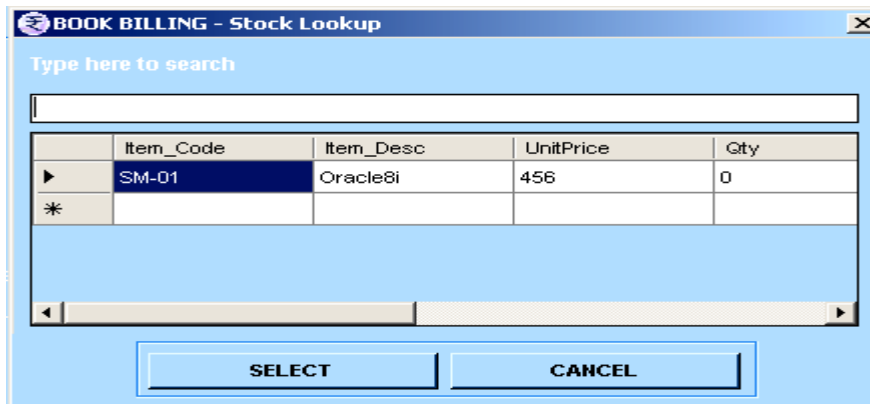 BOOK BILLING - Stock Lookup
Type here to search
Item_Code Item_Desc UnitPrice Qty
SM-01 Oracle8i 456 0
SELECT CANCEL